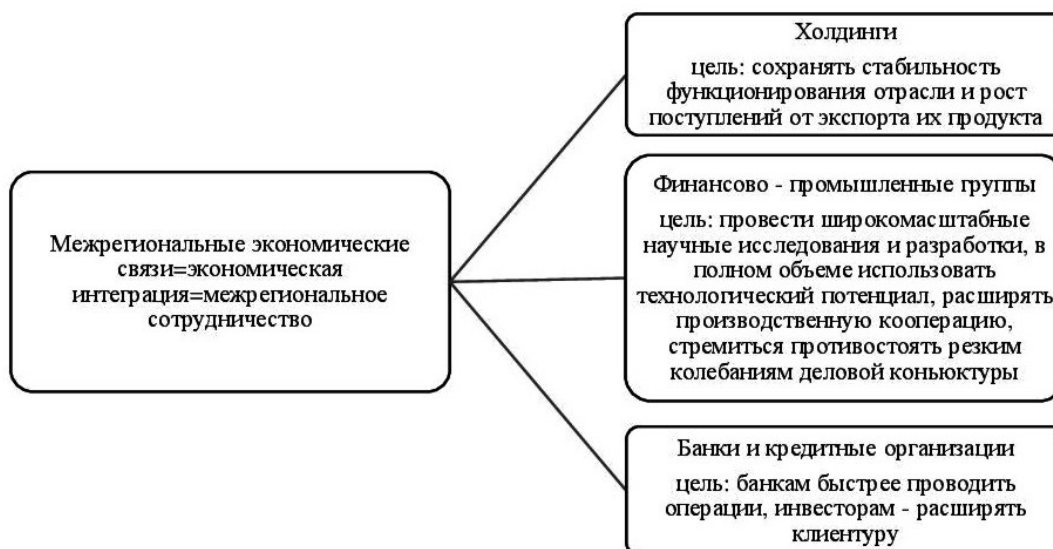 Холдинги
цель: сохранять стабильность
функционирования отрасли и рост
поступлений от экспорта их продукта
Межрегиональные экономические
связи=экономическая
интеграция=межрегиональное
сотрудничество
Финансово - промышленные группы
цель: провести широкомасштабные
научные исследования и разработки, в
полном объеме использовать
технологический потенциал, расширять
производственную кооперацию,
стремиться противостоять резким
колебаниям деловой коньюктуры
Банки и кредитные организации
цель: банкам быстрее проводить
операции, инвесторам - расширять
клиентуру